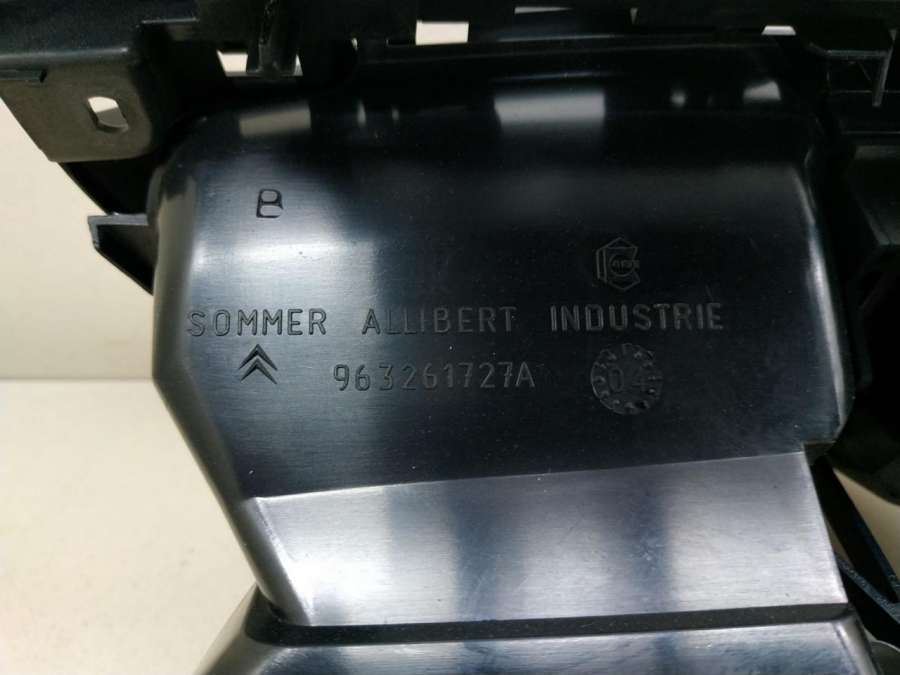 B
SOMMER ALLIBERT INDUSTRIE
963261727A
04